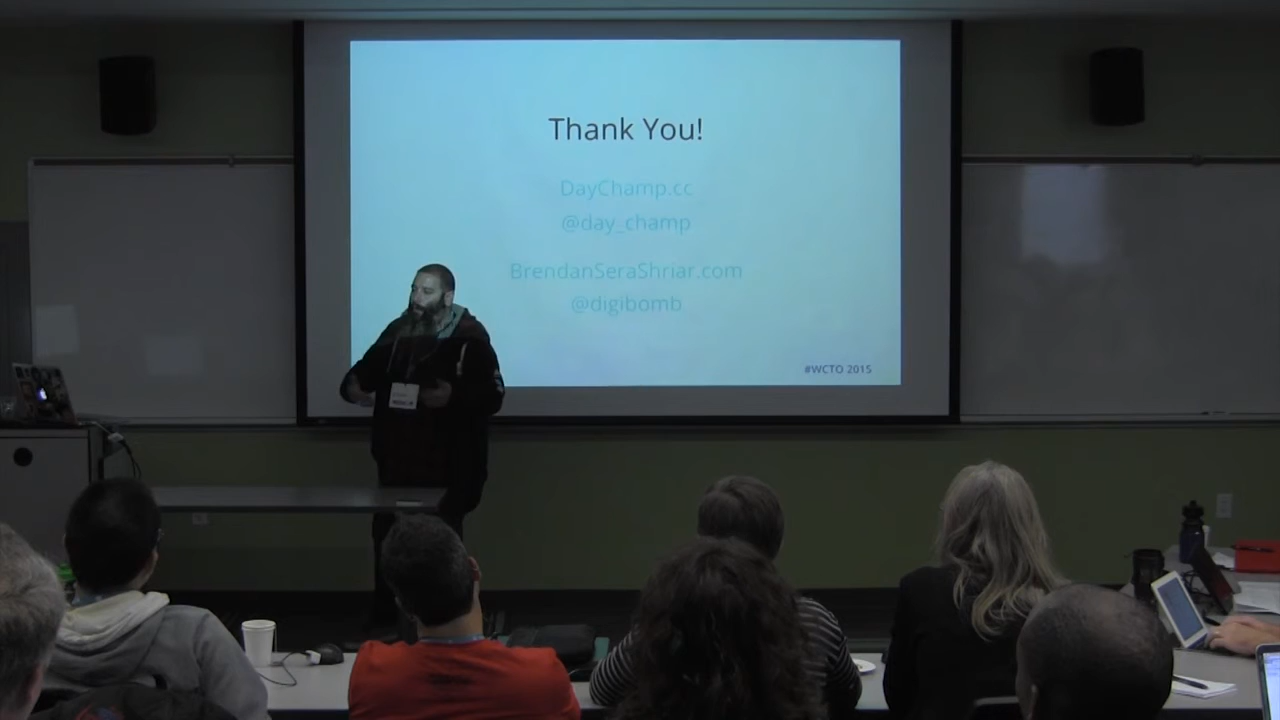 Thank You!
DayChamp.cc
@day_champ
BrendanSeraShriar.com
@digibomb
#WCTO 2015